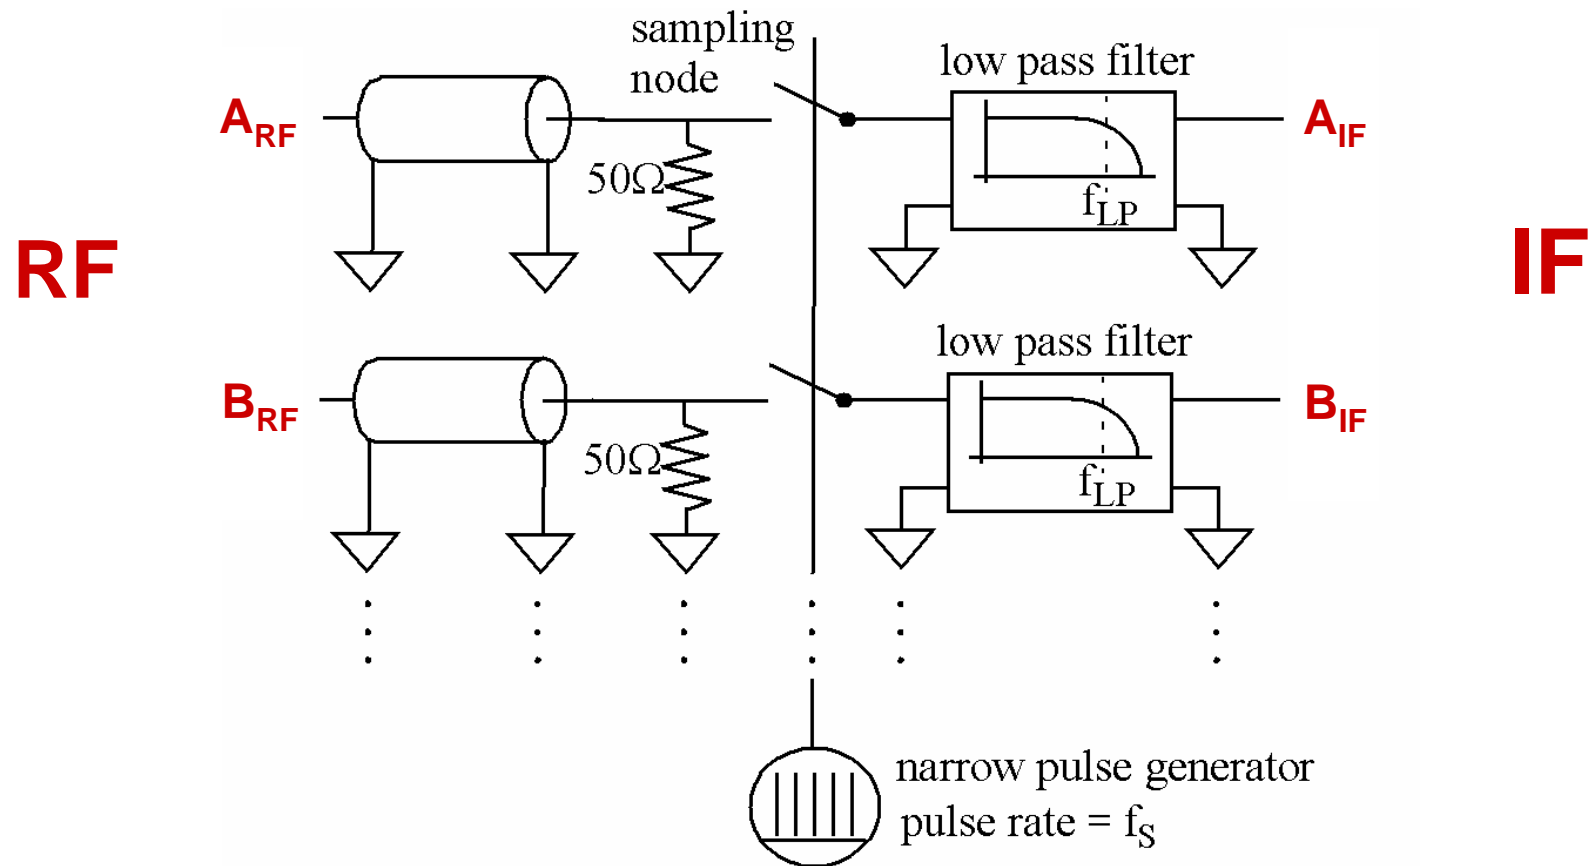 sampling
node
low pass filter
A_RF
50Ω
f_LP
A_IF
RF
IF
low pass filter
B_RF
50Ω
f_LP
B_IF
narrow pulse generator
pulse rate = f_S